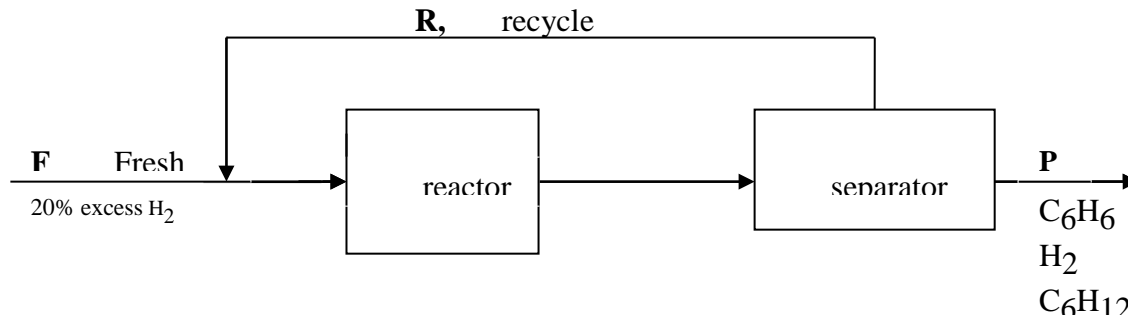 R, recycle
F Fresh
20% excess H2
reactor
separator
P
C6H6
H2
C6H12